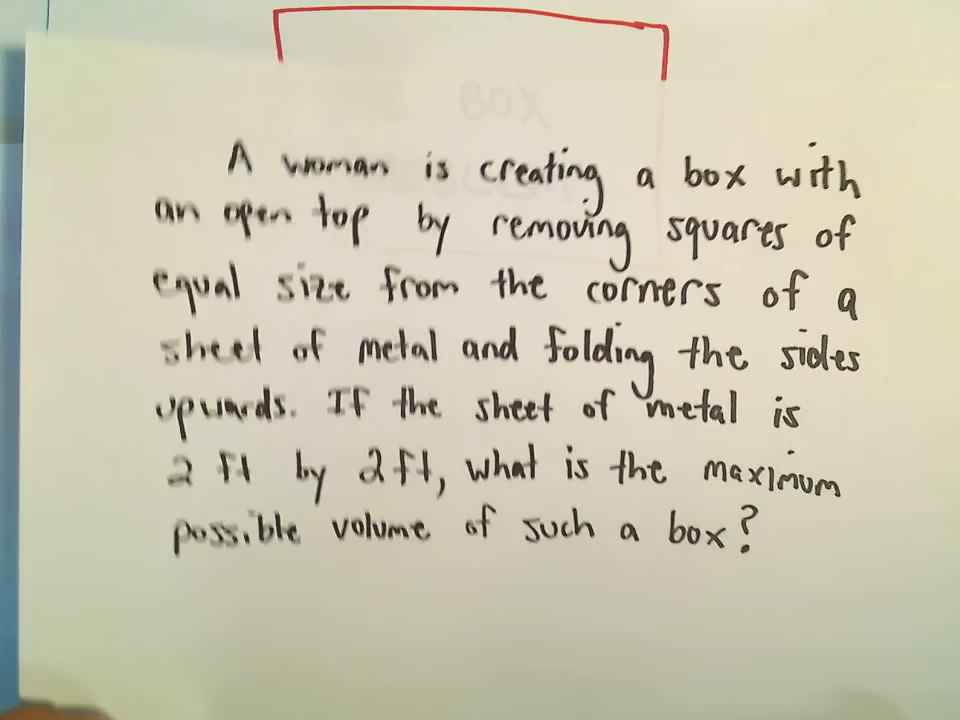 BOX
A woman is creating a box with
an open top by removing squares of
equal size from the corners of a
sheet of metal and folding the sides
upwards. If the sheet of metal is
2 ft by 2 ft, what is the maximum
possible volume of such a box?